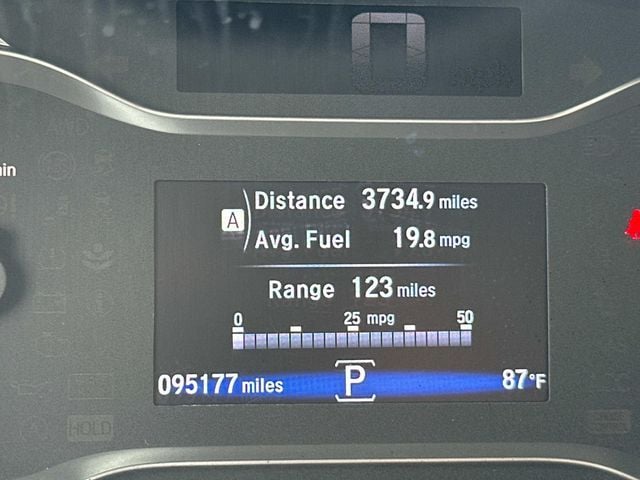 0
Distance 3734.9 miles
A
Avg. Fuel 19.8 mpg
Range 123 miles
0 25 mpg 50
095177 miles P 87°F
HOLD